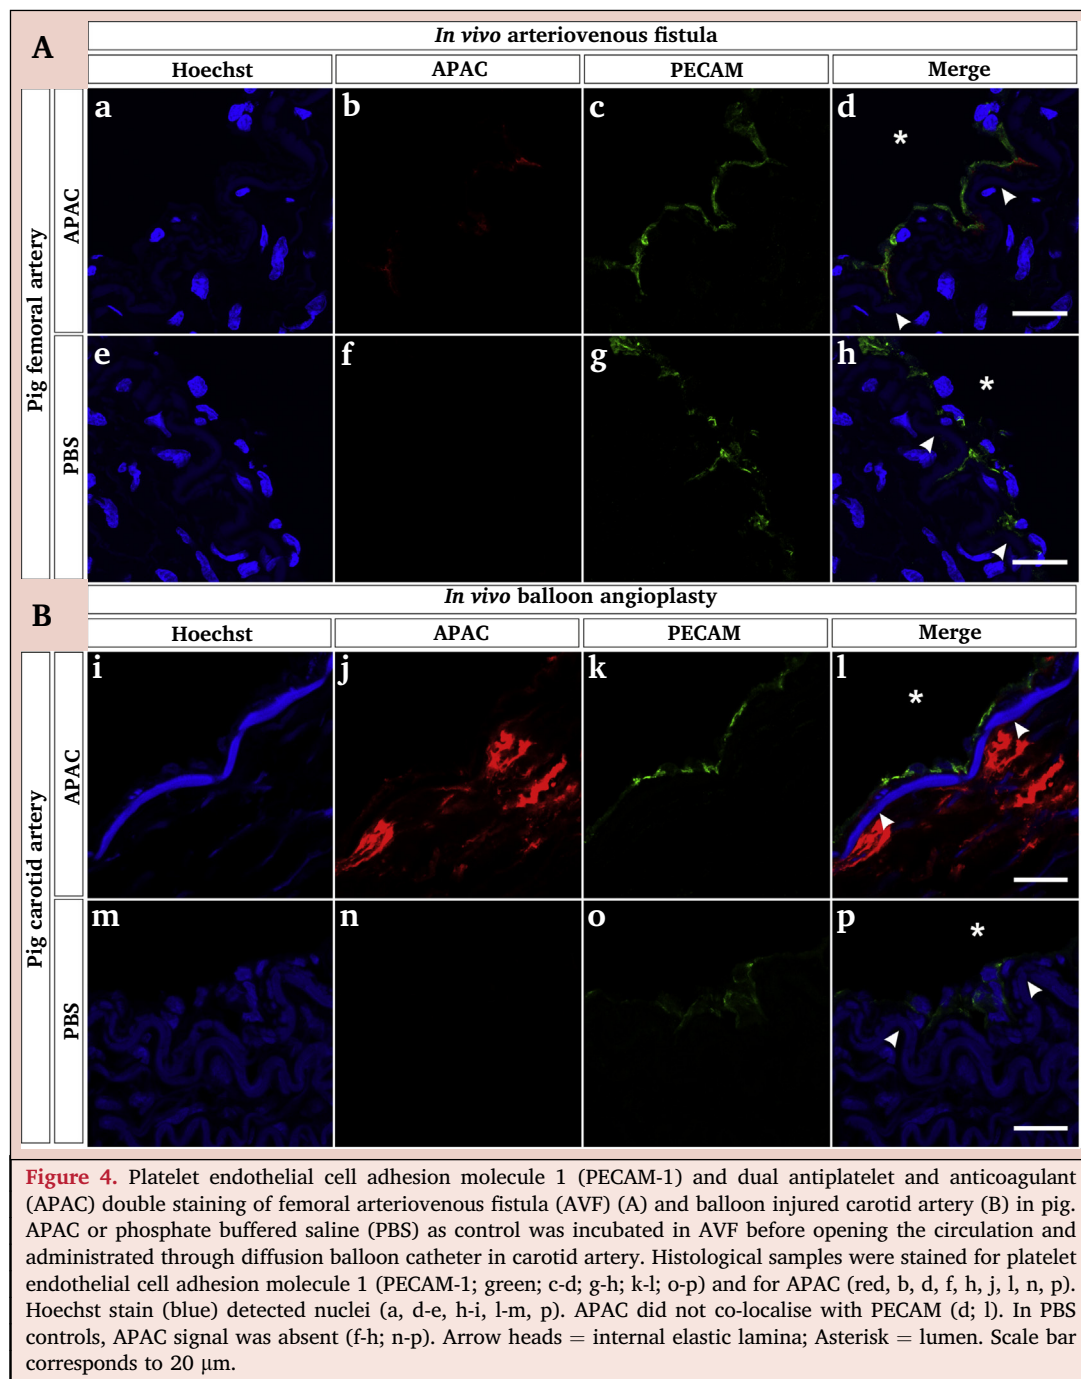 A
In vivo arteriovenous fistula
Hoechst APAC PECAM Merge
Pig femoral artery
APAC
a b c d
*
PBS
e f g h
*
B
In vivo balloon angioplasty
Hoechst APAC PECAM Merge
Pig carotid artery
APAC
i j k l
*
PBS
m n o p
*
Figure 4. Platelet endothelial cell adhesion molecule 1 (PECAM-1) and dual antiplatelet and anticoagulant
(APAC) double staining of femoral arteriovenous fistula (AVF) (A) and balloon injured carotid artery (B) in pig.
APAC or phosphate buffered saline (PBS) as control was incubated in AVF before opening the circulation and
administrated through diffusion balloon catheter in carotid artery. Histological samples were stained for platelet
endothelial cell adhesion molecule 1 (PECAM-1; green; c-d; g-h; k-l; o-p) and for APAC (red, b, d, f, h, j, l, n, p).
Hoechst stain (blue) detected nuclei (a, d-e, h-i, l-m, p). APAC did not co-localise with PECAM (d; l). In PBS
controls, APAC signal was absent (f-h; n-p). Arrow heads = internal elastic lamina; Asterisk = lumen. Scale bar
corresponds to 20 μm.